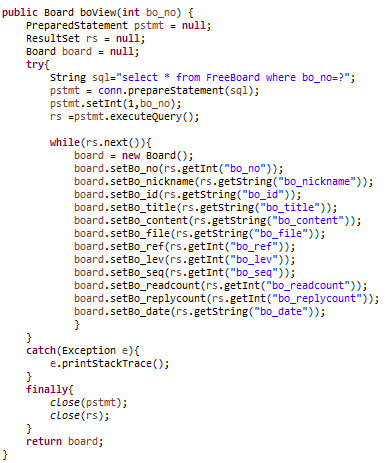 public Board boView(int bo_no) {
    PreparedStatement pstmt = null;
    ResultSet rs = null;
    Board board = null;
    try{
        String sql="select * from FreeBoard where bo_no=?";
        pstmt = conn.prepareStatement(sql);
        pstmt.setInt(1,bo_no);
        rs =pstmt.executeQuery();

        while(rs.next()){
            board = new Board();
            board.setBo_no(rs.getInt("bo_no"));
            board.setBo_nickname(rs.getString("bo_nickname"));
            board.setBo_id(rs.getString("bo_id"));
            board.setBo_title(rs.getString("bo_title"));
            board.setBo_content(rs.getString("bo_content"));
            board.setBo_file(rs.getString("bo_file"));
            board.setBo_ref(rs.getInt("bo_ref"));
            board.setBo_lev(rs.getInt("bo_lev"));
            board.setBo_seq(rs.getInt("bo_seq"));
            board.setBo_readcount(rs.getInt("bo_readcount"));
            board.setBo_replycount(rs.getInt("bo_replycount"));
            board.setBo_date(rs.getString("bo_date"));
            }
    }
    catch(Exception e){
        e.printStackTrace();
    }
    finally{
        close(pstmt);
        close(rs);
    }
    return board;
}